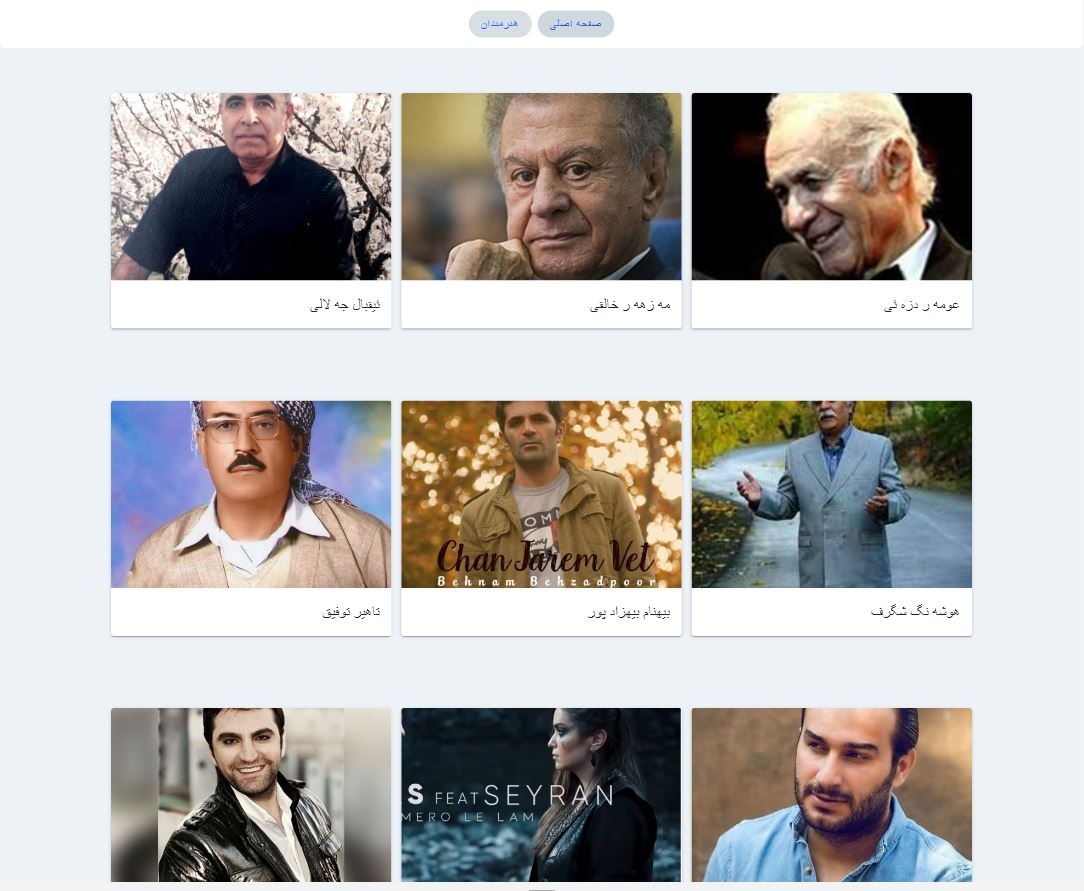 صفحه اصلی
هنرمندان
عومه ر دزه ئی
مه زهه ر خالقی
ئیقبال جه لالی
هوشه نگ شگرف
Chan Jarem Vet
Behnam Behzadpoor
بیهنام بیهزاد پور
تاهیر توفیق
S FEAT SEYRAN
MERO LE LAM